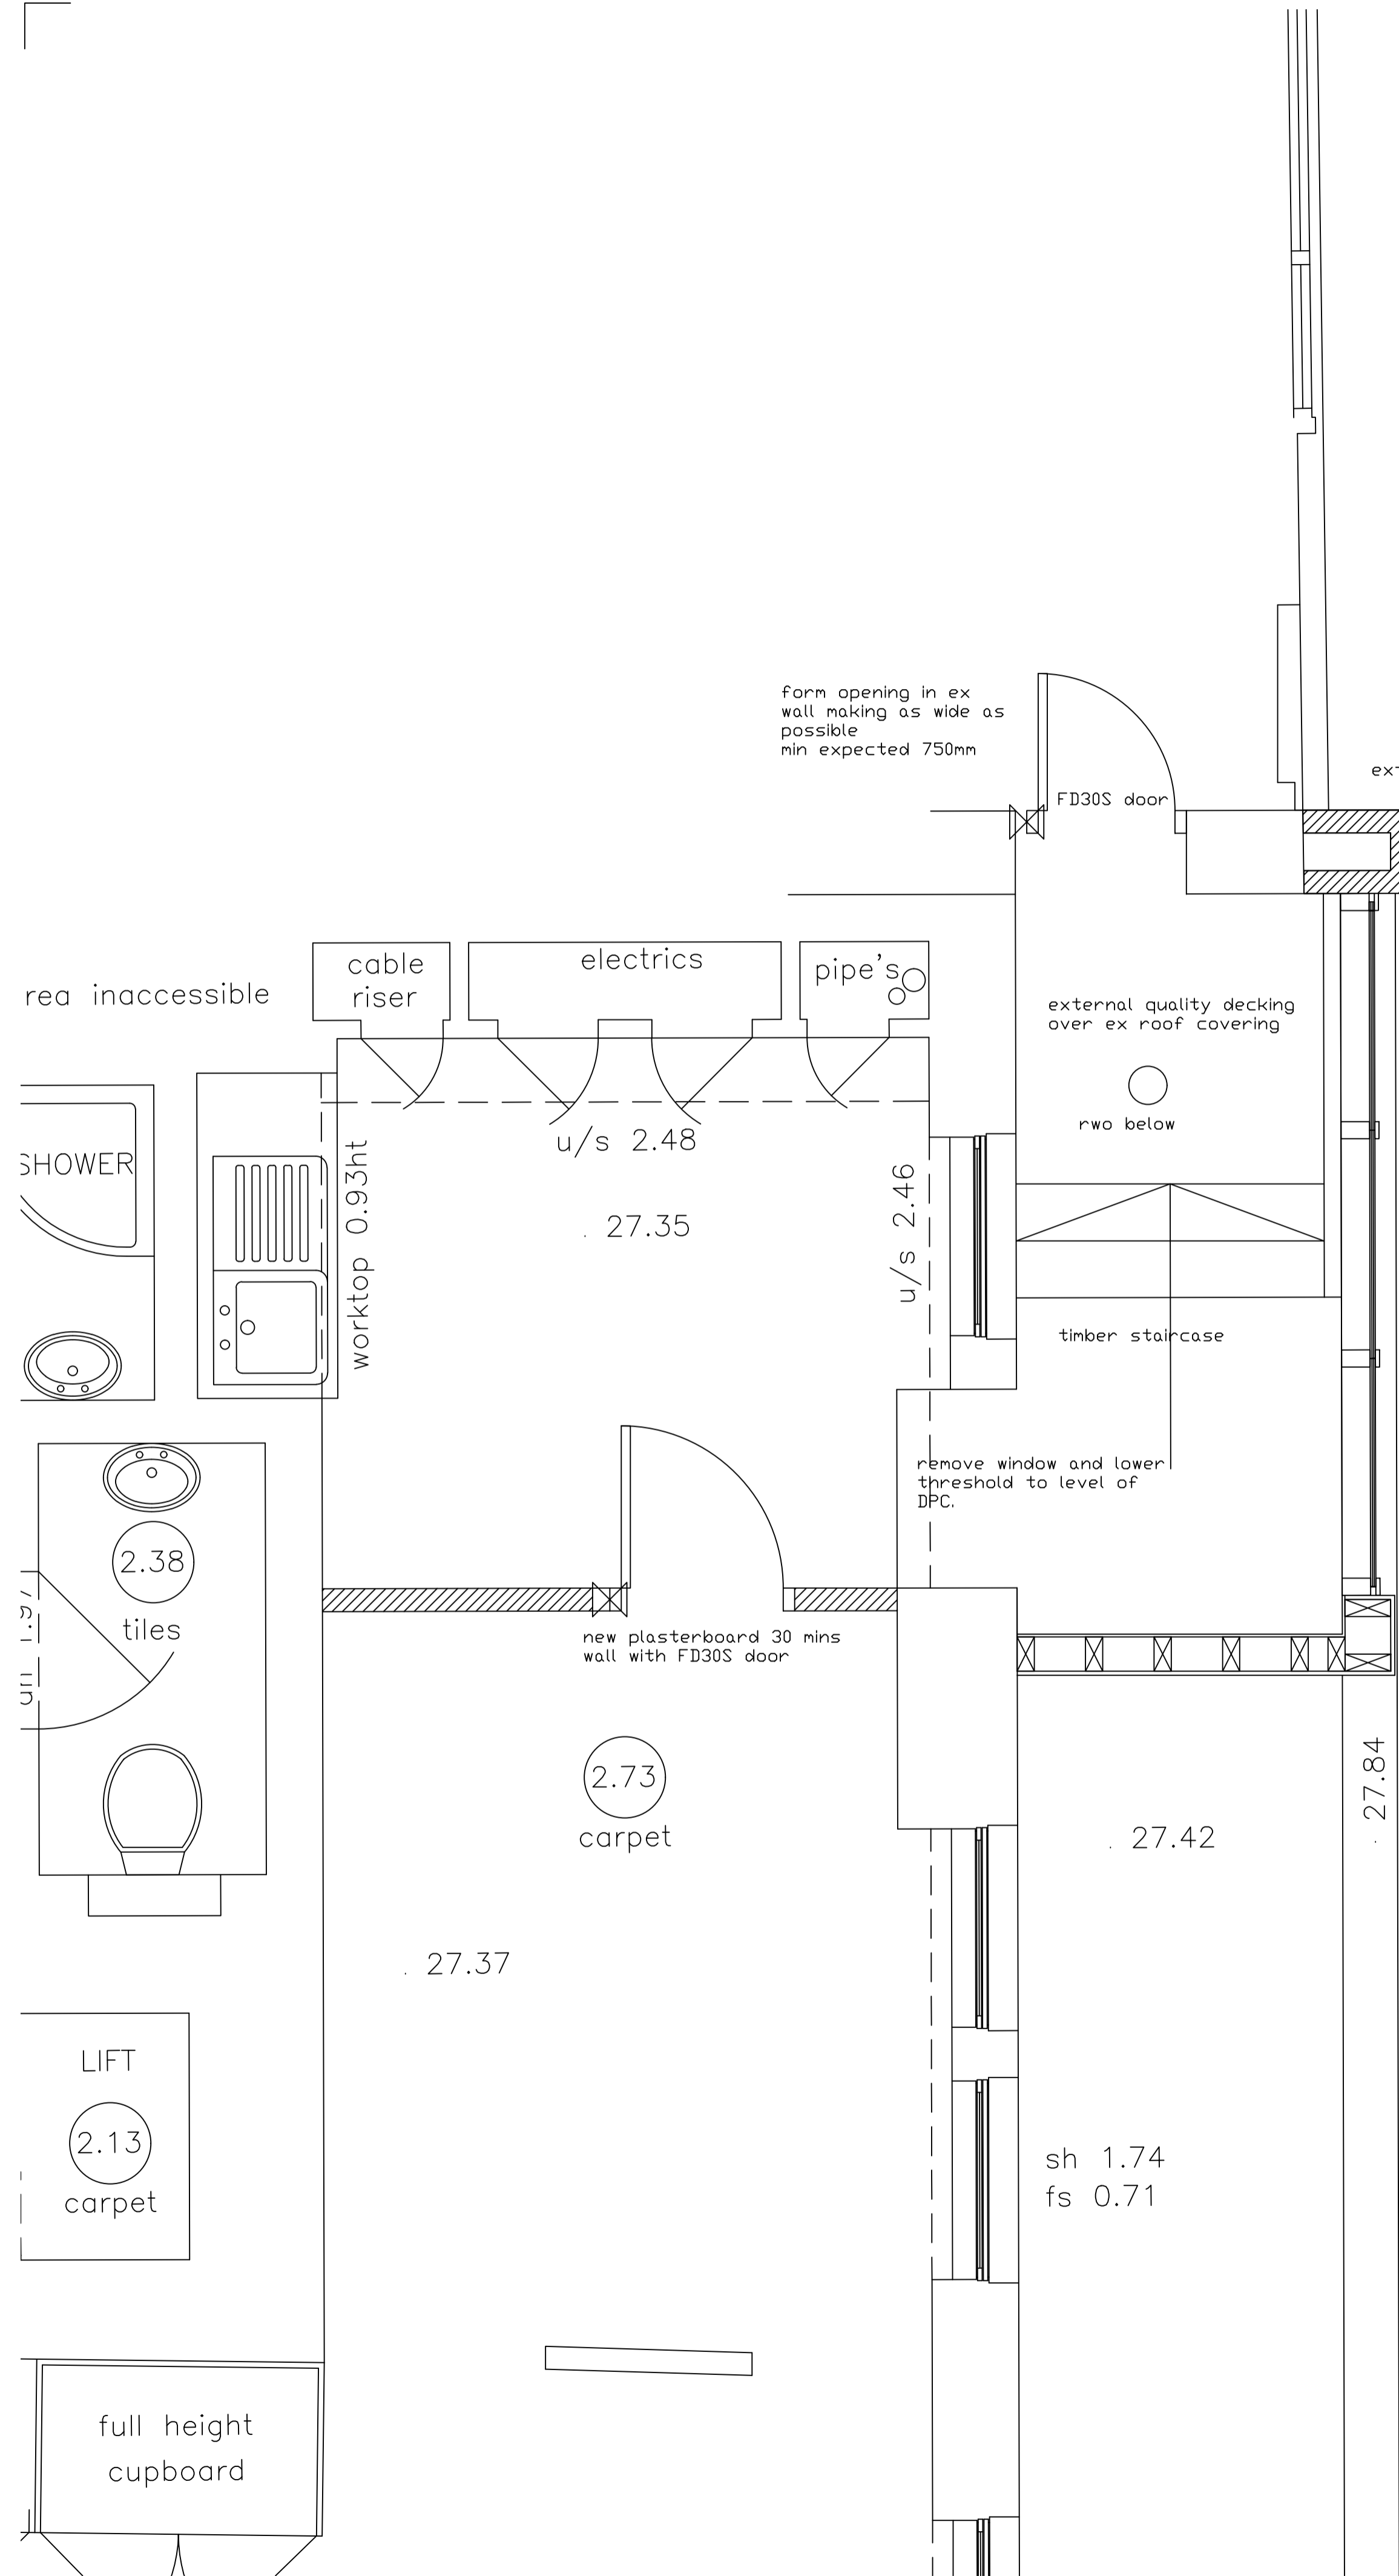 form opening in ex
wall making as wide as
possible
min expected 750mm
FD30S door
cable
riser
electrics
pipe's
rea inaccessible
external quality decking
over ex roof covering
rwo below
SHOWER
worktop 0.93ht
u/s 2.48
27.35
u/s 2.46
timber staircase
remove window and lower
threshold to level of
DPC.
2.38
tiles
new plasterboard 30 mins
wall with FD30S door
2.73
carpet
27.42
27.84
27.37
LIFT
2.13
carpet
sh 1.74
fs 0.71
full height
cupboard